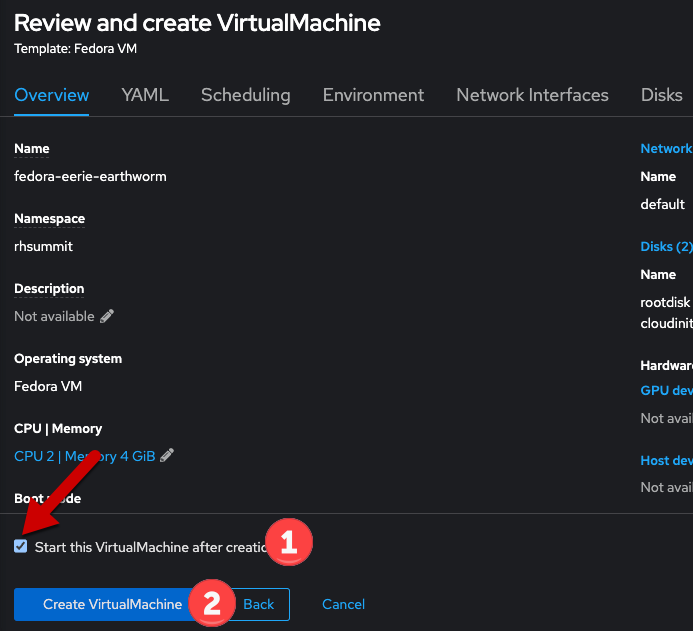 Review and create VirtualMachine
Template: Fedora VM
Overview YAML Scheduling Environment Network Interfaces Disks
Name
fedora-eerie-earthworm
Namespace
rhsummit
Description
Not available
Operating system
Fedora VM
CPU | Memory
CPU 2 | Memory 4 GiB
Boot mode
Network
Name
default
Disks (2)
Name
rootdisk
cloudinit
Hardware
GPU dev
Not avai
Host dev
Not avai
Start this VirtualMachine after creatio
1
Create VirtualMachine
2
Back
Cancel